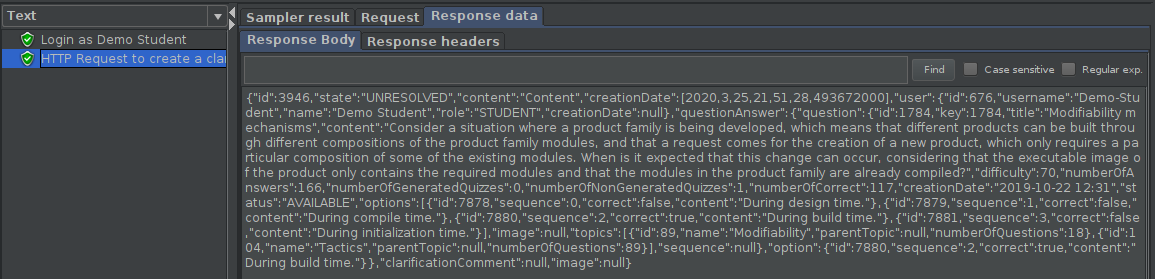 Text
Login as Demo Student
HTTP Request to create a cla
Sampler result
Request
Response data
Response Body
Response headers
Find
Case sensitive
Regular exp.
{"id":3946,"state":"UNRESOLVED","content":"Content","creationDate":[2020,3,25,21,51,28,493672000],"user":{"id":676,"username":"Demo-Stu
dent","name":"Demo Student","role":"STUDENT","creationDate":null},"questionAnswer":{"question":{"id":1784,"key":1784,"title":"Modifiability m
echanisms","content":"Consider a situation where a product family is being developed, which means that different products can be built throu
gh different compositions of the product family modules, and that a request comes for the creation of a new product, which only requires a pa
rticular composition of some of the existing modules. When is it expected that this change can occur, considering that the executable image o
f the product only contains the required modules and that the modules in the product family are already compiled?","difficulty":70,"numberOfA
nswers":166,"numberOfGeneratedQuizzes":0,"numberOfNonGeneratedQuizzes":1,"numberOfCorrect":117,"creationDate":"2019-10-22 12:31","st
atus":"AVAILABLE","options":[{"id":7878,"sequence":0,"correct":false,"content":"During design time."},{"id":7879,"sequence":1,"correct":false,"
content":"During compile time."},{"id":7880,"sequence":2,"correct":true,"content":"During build time."},{"id":7881,"sequence":3,"correct":false
,"content":"During initialization time."}],"image":null,"topics":[{"id":89,"name":"Modifiability","parentTopic":null,"numberOfQuestions":18},{"id":
104,"name":"Tactics","parentTopic":null,"numberOfQuestions":89}],"sequence":null},"option":{"id":7880,"sequence":2,"correct":true,"content":"
During build time."}},"clarificationComment":null,"image":null}